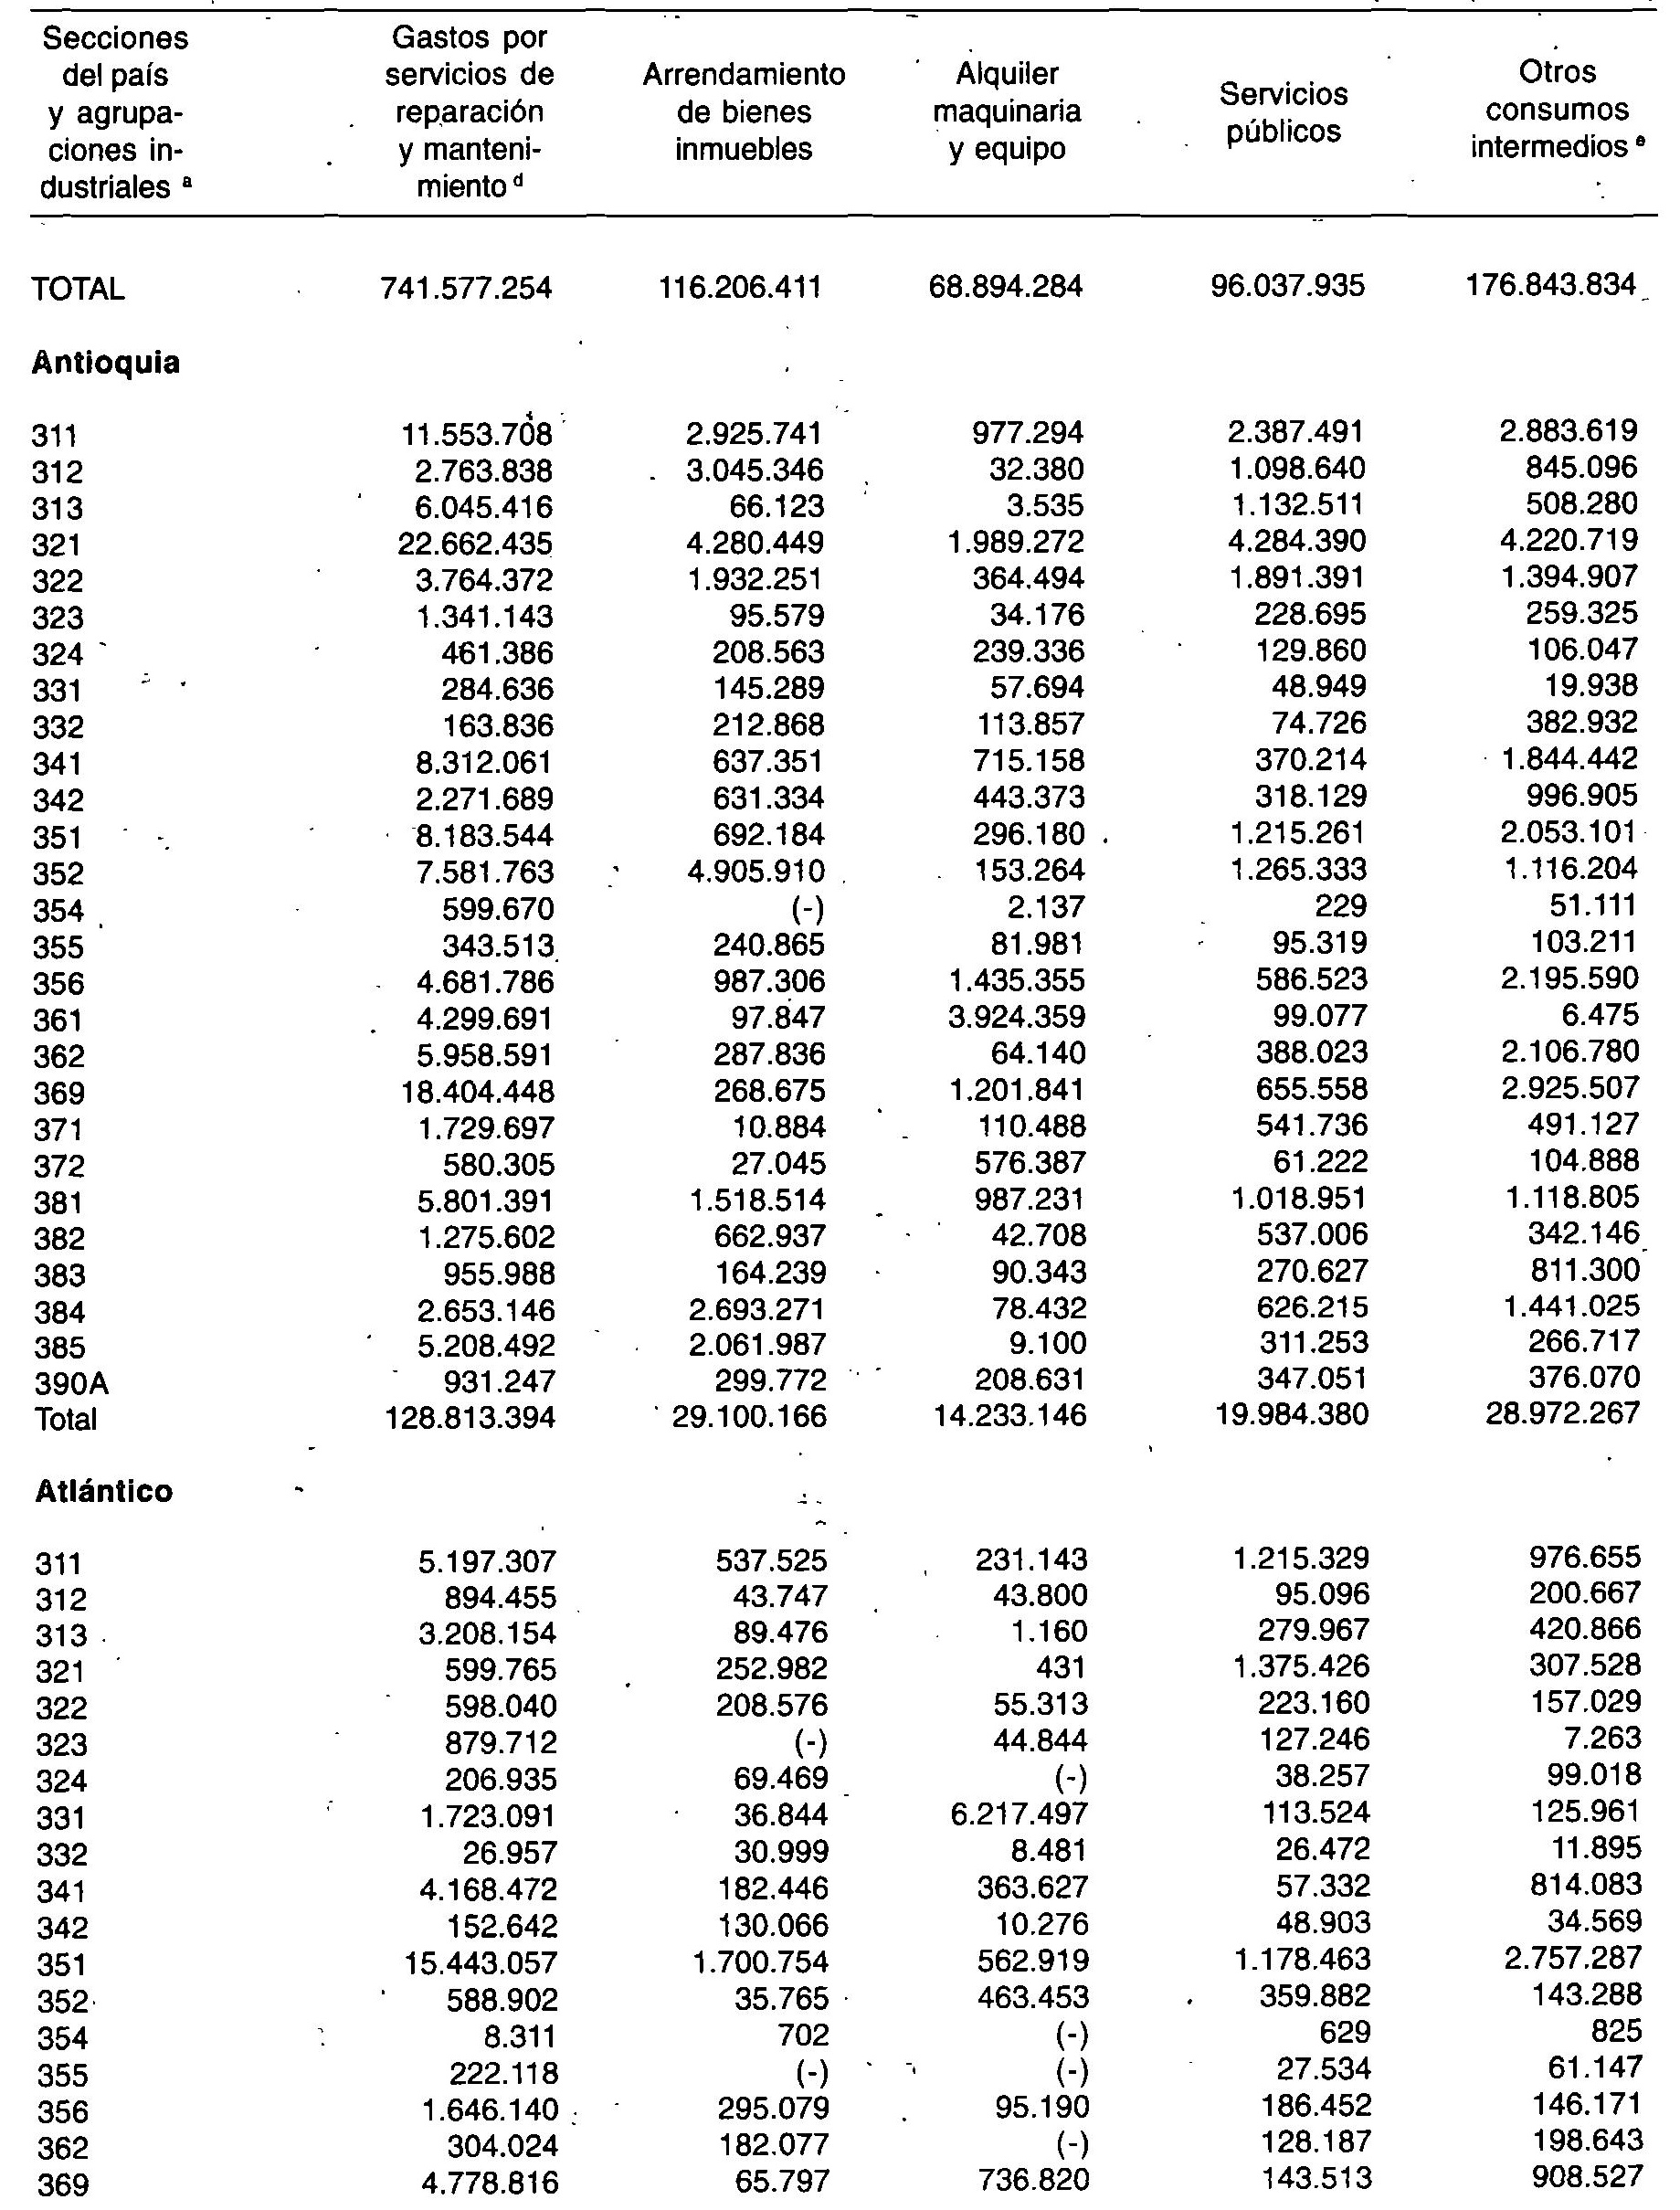 Secciones del país y agrupaciones industriales ª Gastos por servicios de reparación y mantenimiento d Arrendamiento de bienes inmuebles Alquiler maquinaria y equipo Servicios públicos Otros consumos intermedios e
TOTAL 741.577.254 116.206.411 68.894.284 96.037.935 176.843.834
Antioquia
311 11.553.708 2.925.741 977.294 2.387.491 2.883.619
312 2.763.838 3.045.346 32.380 1.098.640 845.096
313 6.045.416 66.123 3.535 1.132.511 508.280
321 22.662.435 4.280.449 1.989.272 4.284.390 4.220.719
322 3.764.372 1.932.251 364.494 1.891.391 1.394.907
323 1.341.143 95.579 34.176 228.695 259.325
324 461.386 208.563 239.336 129.860 106.047
331 284.636 145.289 57.694 48.949 19.938
332 163.836 212.868 113.857 74.726 382.932
341 8.312.061 637.351 715.158 370.214 1.844.442
342 2.271.689 631.334 443.373 318.129 996.905
351 8.183.544 692.184 296.180 1.215.261 2.053.101
352 7.581.763 4.905.910 153.264 1.265.333 1.116.204
354 599.670 (-) 2.137 229 51.111
355 343.513 240.865 81.981 95.319 103.211
356 4.681.786 987.306 1.435.355 586.523 2.195.590
361 4.299.691 97.847 3.924.359 99.077 6.475
362 5.958.591 287.836 64.140 388.023 2.106.780
369 18.404.448 268.675 1.201.841 655.558 2.925.507
371 1.729.697 10.884 110.488 541.736 491.127
372 580.305 27.045 576.387 61.222 104.888
381 5.801.391 1.518.514 987.231 1.018.951 1.118.805
382 1.275.602 662.937 42.708 537.006 342.146
383 955.988 164.239 90.343 270.627 811.300
384 2.653.146 2.693.271 78.432 626.215 1.441.025
385 5.208.492 2.061.987 9.100 311.253 266.717
390A 931.247 299.772 208.631 347.051 376.070
Total 128.813.394 29.100.166 14.233.146 19.984.380 28.972.267
Atlántico
311 5.197.307 537.525 231.143 1.215.329 976.655
312 894.455 43.747 43.800 95.096 200.667
313 3.208.154 89.476 1.160 279.967 420.866
321 599.765 252.982 431 1.375.426 307.528
322 598.040 208.576 55.313 223.160 157.029
323 879.712 (-) 44.844 127.246 7.263
324 206.935 69.469 (-) 38.257 99.018
331 1.723.091 36.844 6.217.497 113.524 125.961
332 26.957 30.999 8.481 26.472 11.895
341 4.168.472 182.446 363.627 57.332 814.083
342 152.642 130.066 10.276 48.903 34.569
351 15.443.057 1.700.754 562.919 1.178.463 2.757.287
352 588.902 35.765 463.453 359.882 143.288
354 8.311 702 (-) 629 825
355 222.118 (-) (-) 27.534 61.147
356 1.646.140 295.079 95.190 186.452 146.171
362 304.024 182.077 (-) 128.187 198.643
369 4.778.816 65.797 736.820 143.513 908.527